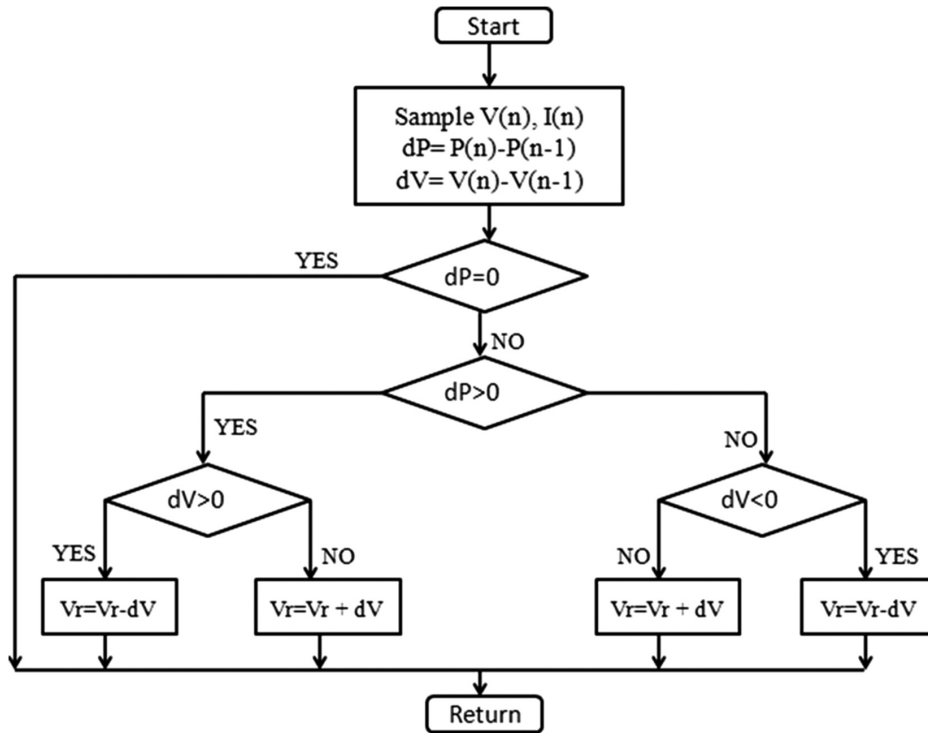 Start
Sample V(n), I(n)
dP= P(n)-P(n-1)
dV= V(n)-V(n-1)
YES
dP=0
NO
dP>0
YES
NO
dV>0
dV<0
YES
NO
NO
YES
Vr=Vr-dV
Vr=Vr + dV
Vr=Vr + dV
Vr=Vr-dV
Return